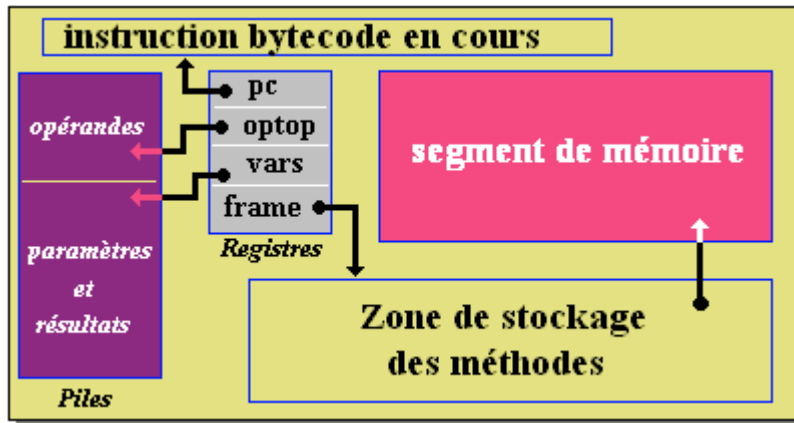 instruction bytecode en cours
opérandes
paramètres
et
résultats
Piles
pc
optop
vars
frame
Registres
segment de mémoire
Zone de stockage
des méthodes